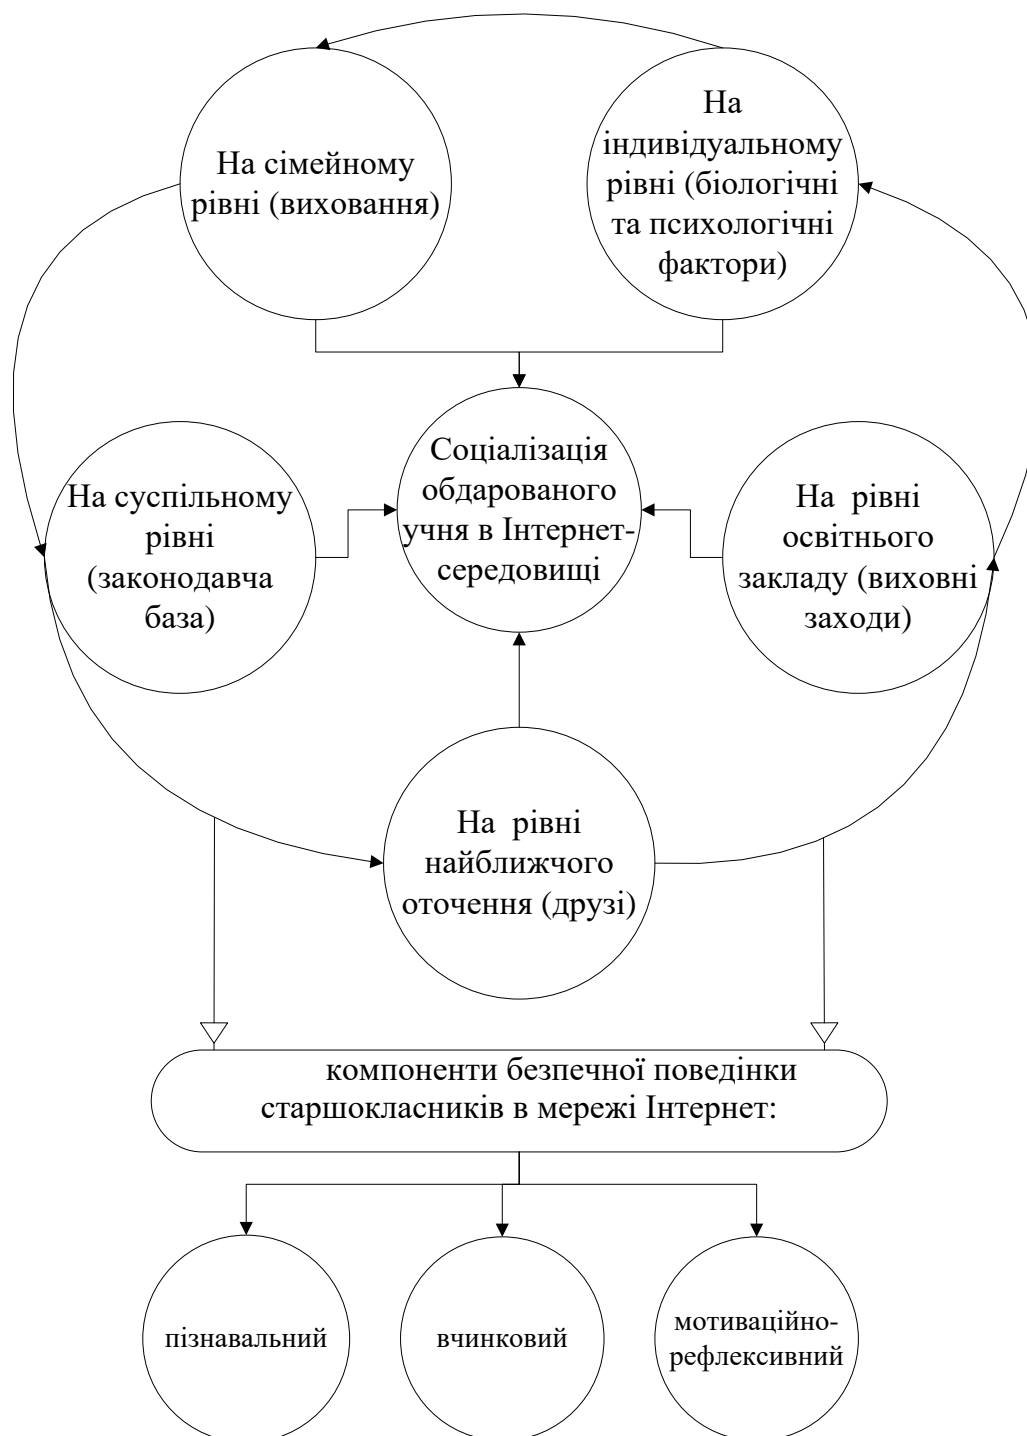 На сімейному
рівні (виховання)
На
індивідуальному
рівні (біологічні
та психологічні
фактори)
Соціалізація
обдарованого
учня в Інтернет-
середовищі
На суспільному
рівні
(законодавча
база)
На рівні
освітнього
закладу (виховні
заходи)
На рівні
найближчого
оточення (друзі)
компоненти безпечної поведінки
старшокласників в мережі Інтернет:
пізнавальний
вчинковий
мотиваційно-
рефлексивний